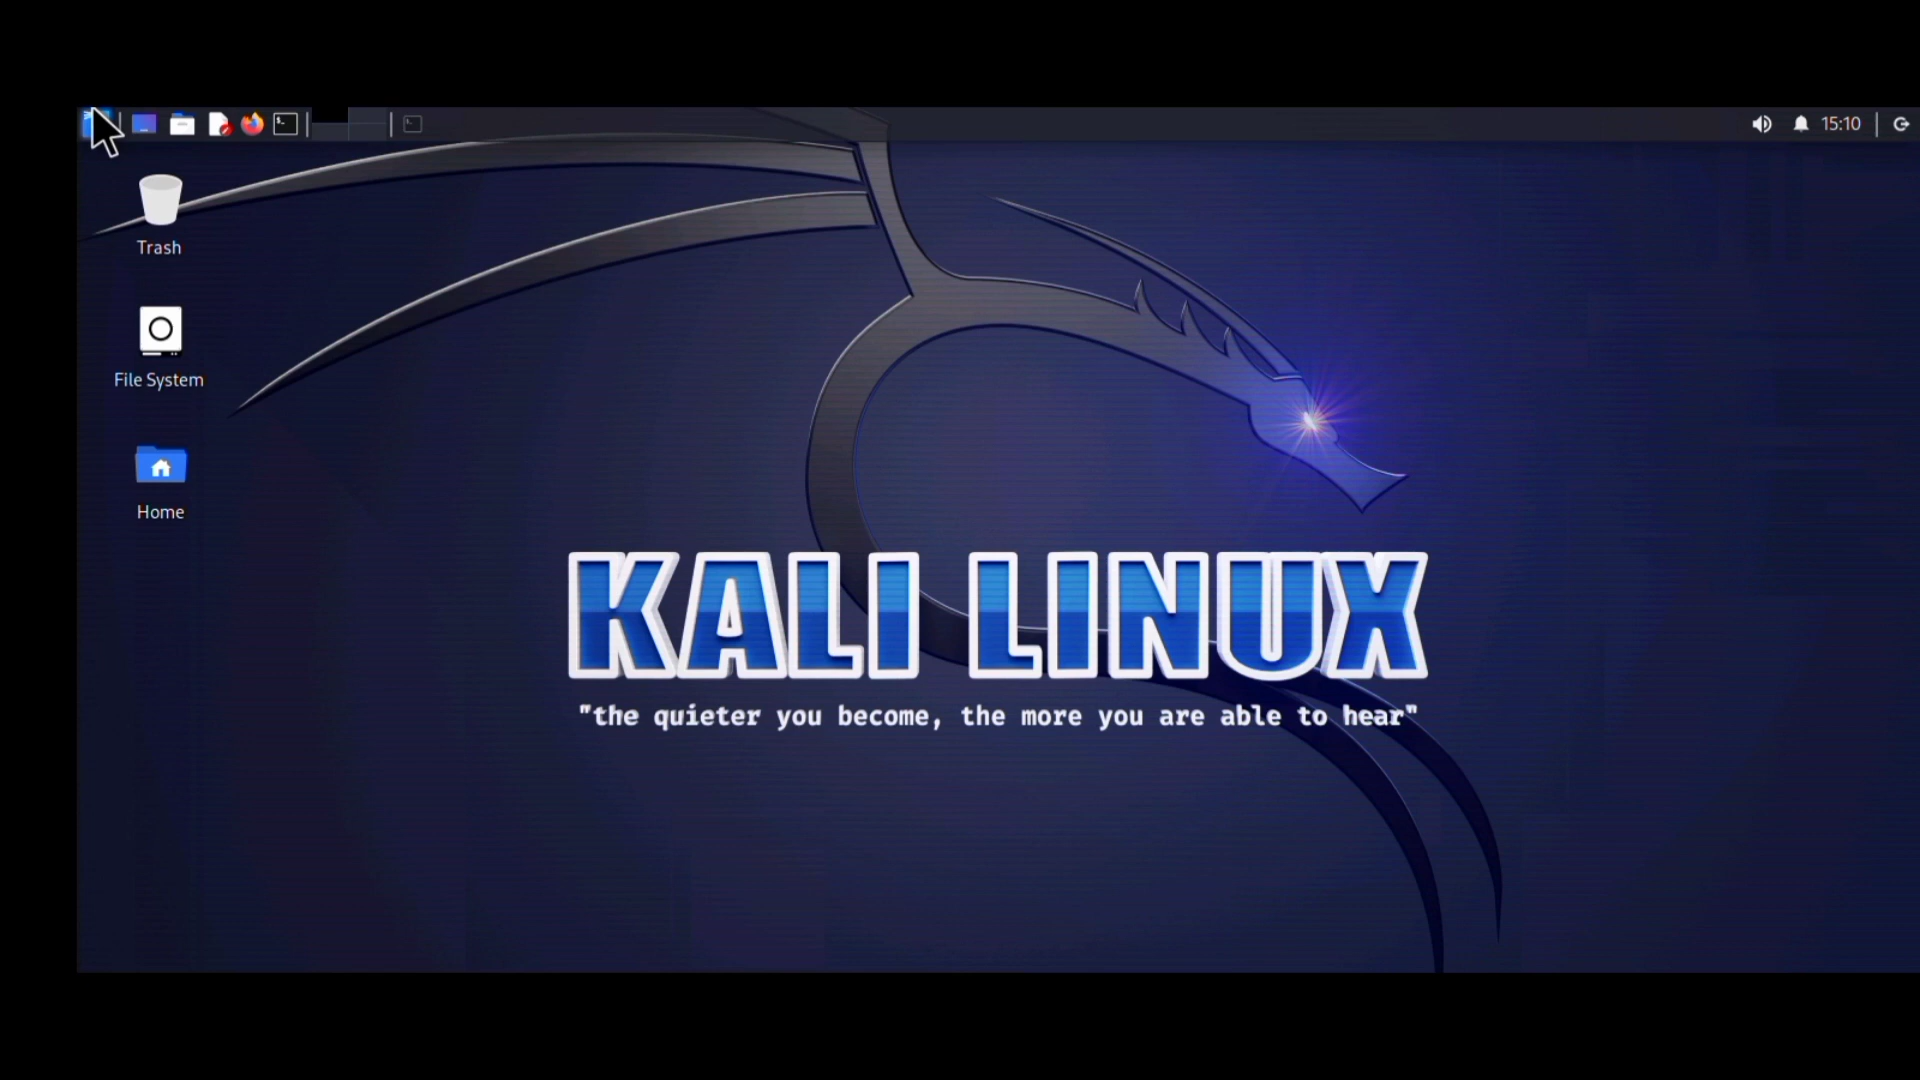 15:10
Trash
File System
Home
KALI LINUX
"the quieter you become, the more you are able to hear"